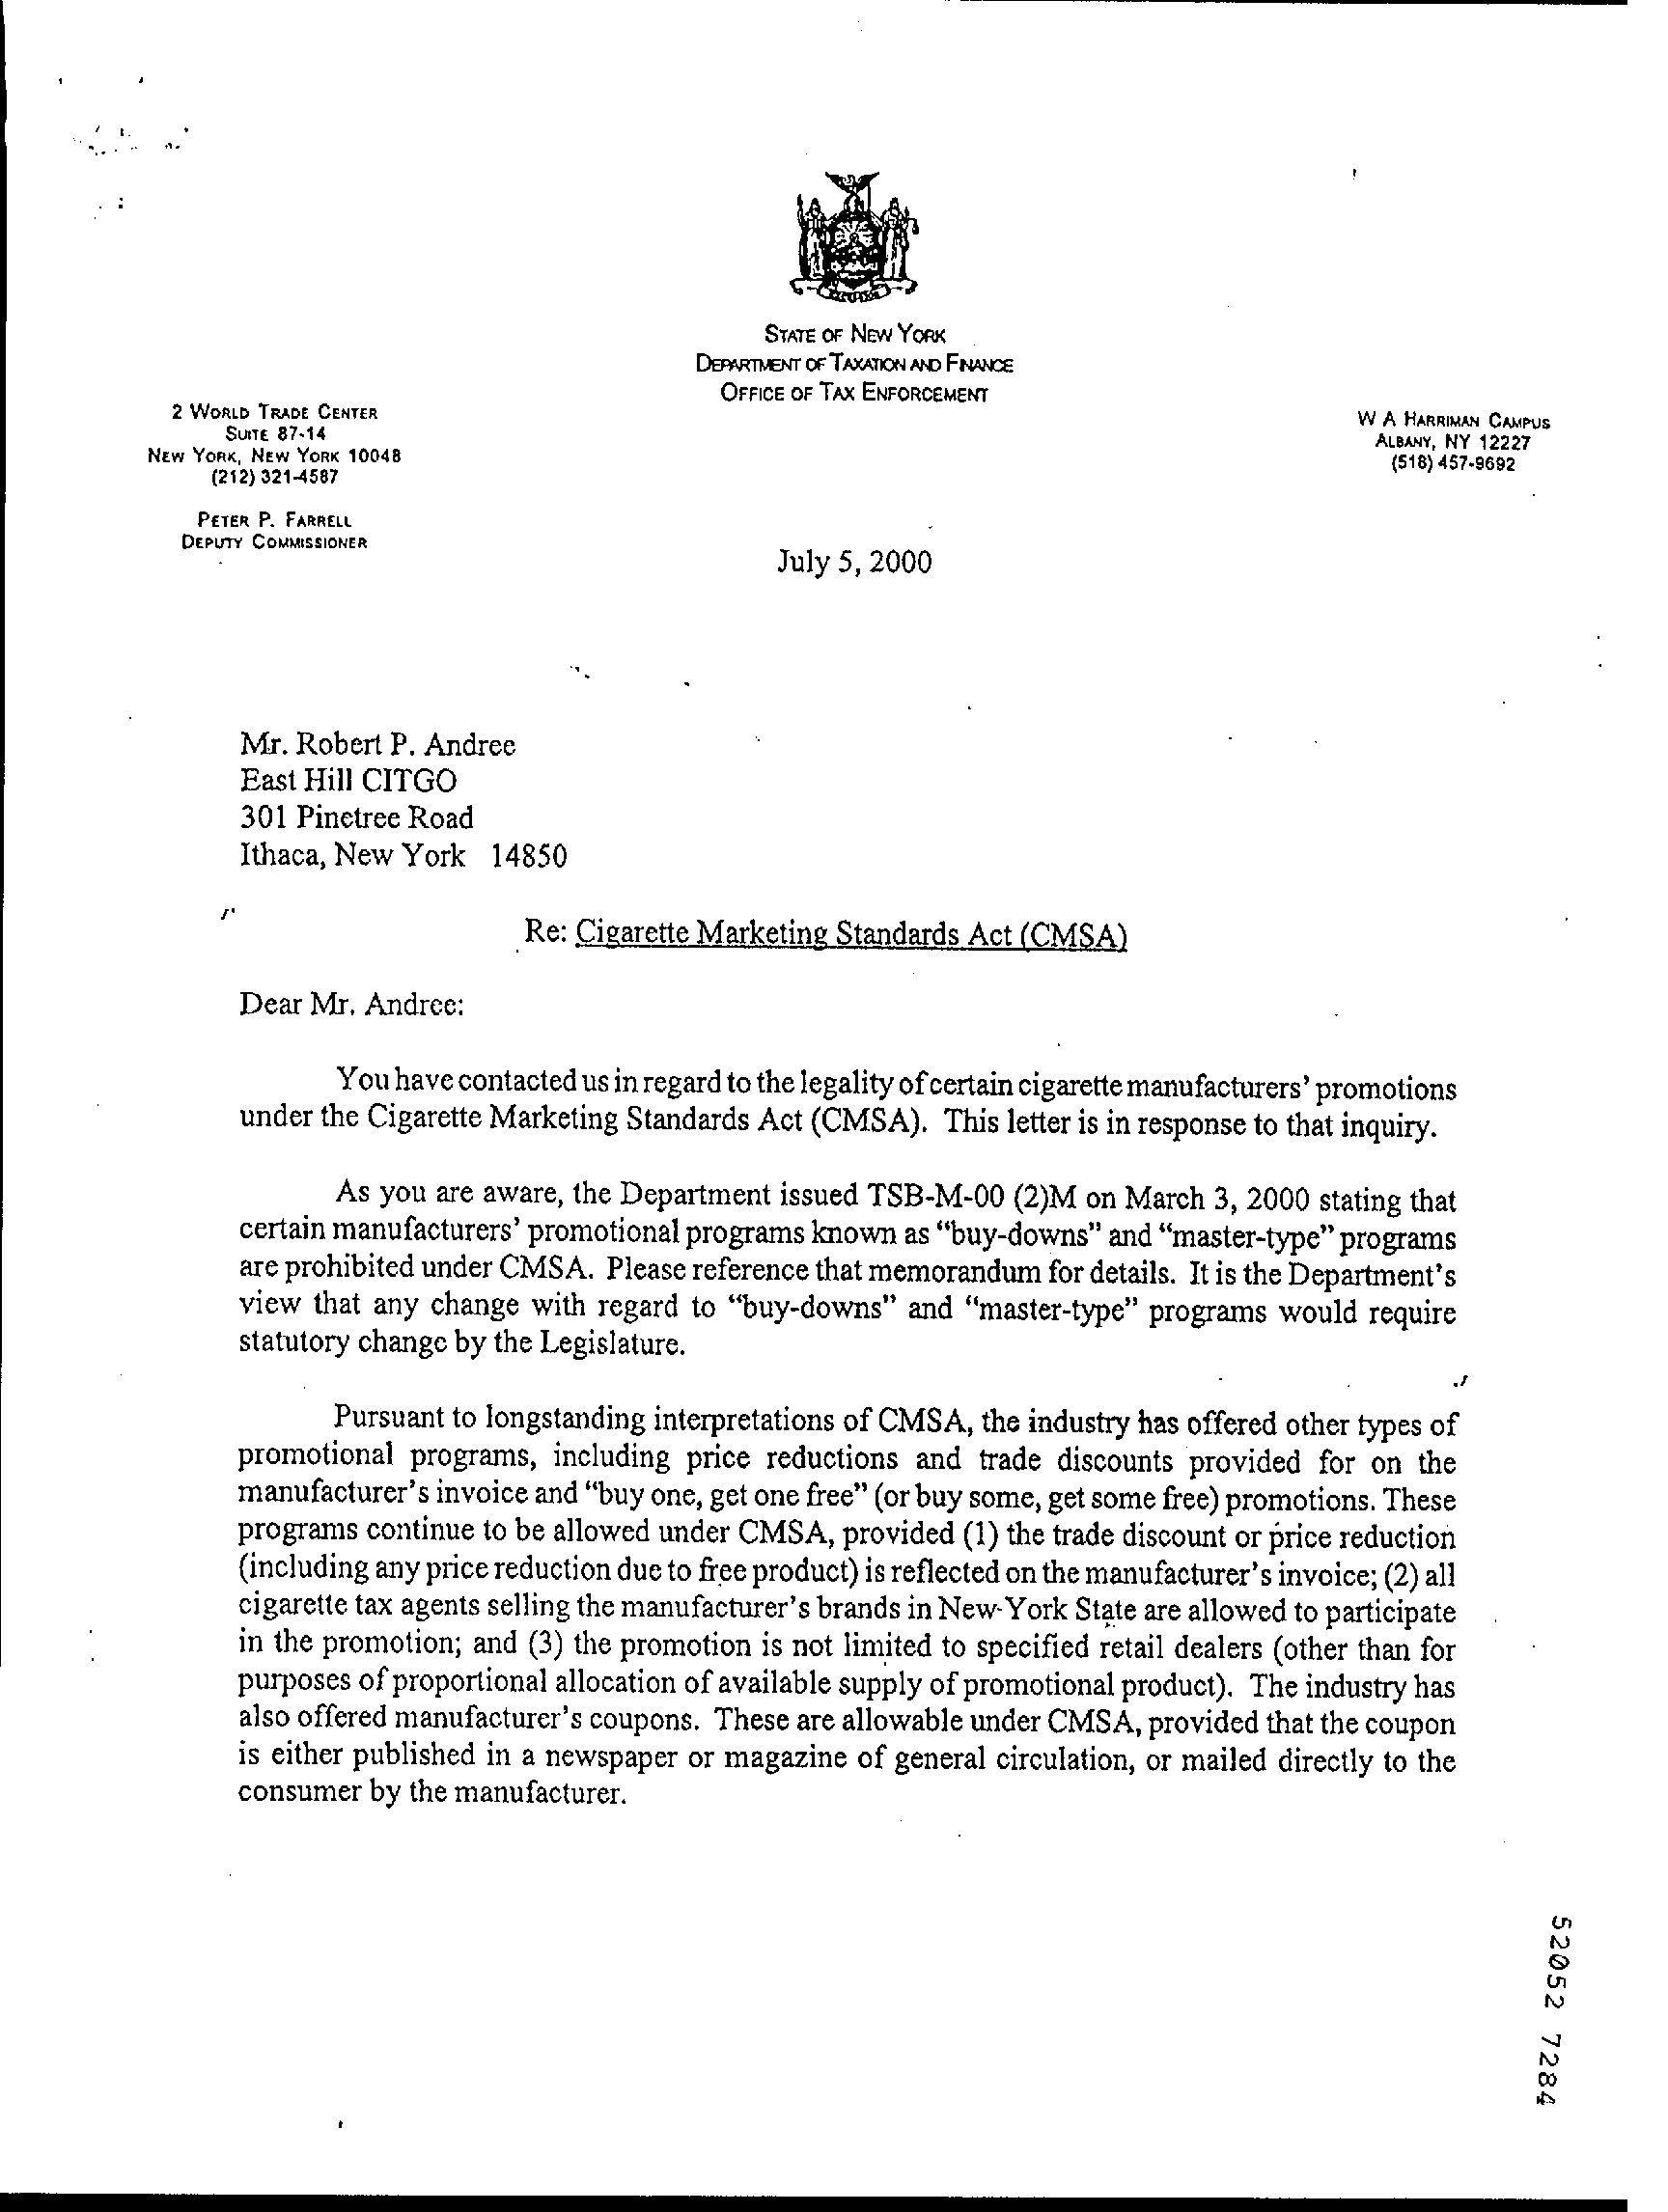 STATE OF NEW YORK
DEPARTMENT OF TAXATION AND FINANCE
OFFICE OF TAX ENFORCEMENT
2 WORLD TRADE CENTER
SUITE 87-14
NEW YORK, NEW YORK 10048
(212) 321-4587
PETER P. FARRELL
DEPUTY COMMISSIONER
W A HARRIMAN CAMPUS
ALBANY, NY 12227
(518) 457-9692
July 5, 2000
Mr. Robert P. Andree
East Hill CITGO
301 Pinetree Road
Ithaca, New York 14850
Re: Cigarette Marketing Standards Act (CMSA)
Dear Mr. Andree:
You have contacted us in regard to the legality of certain cigarette manufacturers' promotions
under the Cigarette Marketing Standards Act (CMSA). This letter is in response to that inquiry.
As you are aware, the Department issued TSB-M-00 (2)M on March 3, 2000 stating that
certain manufacturers' promotional programs known as "buy-downs" and "master-type" programs
are prohibited under CMSA. Please reference that memorandum for details. It is the Department's
view that any change with regard to "buy-downs" and "master-type" programs would require
statutory change by the Legislature.
Pursuant to longstanding interpretations of CMSA, the industry has offered other types of
promotional programs, including price reductions and trade discounts provided for on the
manufacturer's invoice and "buy one, get one free" (or buy some, get some free) promotions. These
programs continue to be allowed under CMSA, provided (1) the trade discount or price reduction
(including any price reduction due to free product) is reflected on the manufacturer's invoice; (2) all
cigarette tax agents selling the manufacturer's brands in New York State are allowed to participate
in the promotion; and (3) the promotion is not limited to specified retail dealers (other than for
purposes of proportional allocation of available supply of promotional product). The industry has
also offered manufacturer's coupons. These are allowable under CMSA, provided that the coupon
is either published in a newspaper or magazine of general circulation, or mailed directly to the
consumer by the manufacturer.
52052 7284